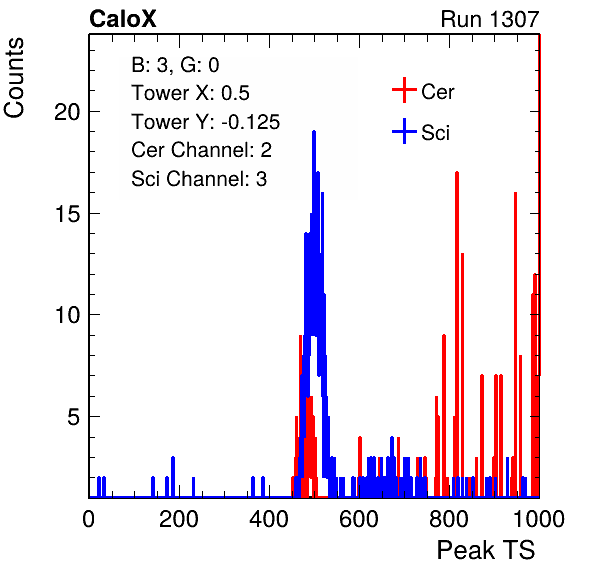 CaloX Run 1307
Counts
B: 3, G: 0
Tower X: 0.5
Tower Y: -0.125
Cer Channel: 2
Sci Channel: 3
Cer
Sci
20
15
10
5
0 200 400 600 800 1000
Peak TS